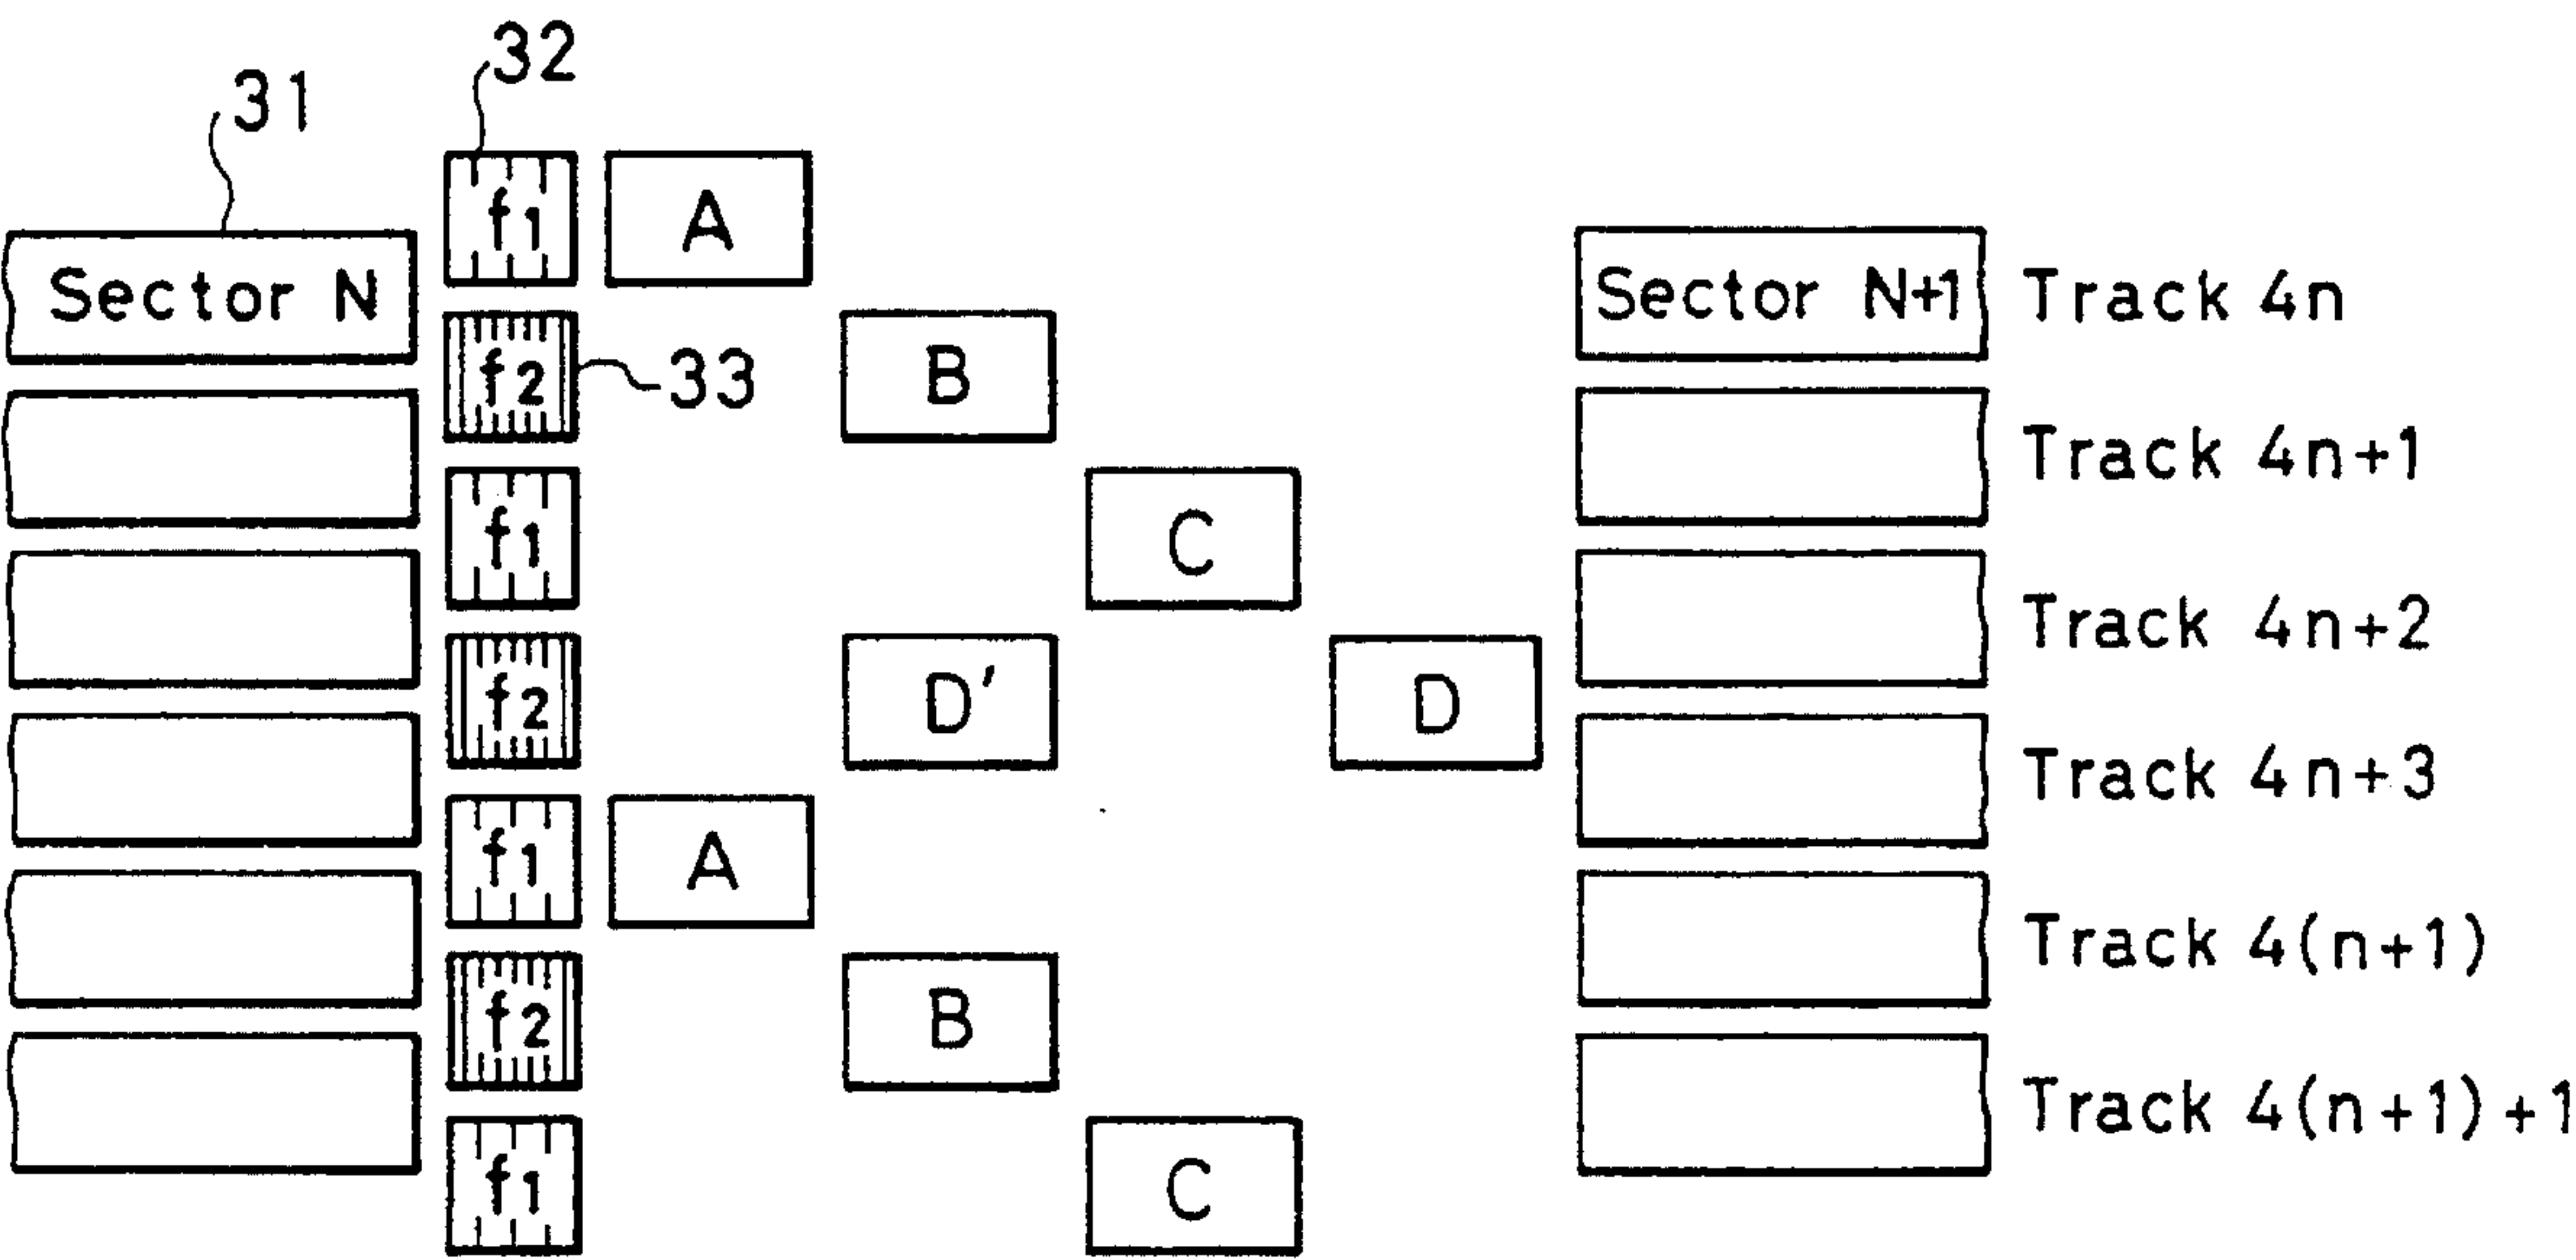 32
31
f1 A
Sector N Sector N+1 Track 4n
f2 33 B
Track 4n+1
f1 C
Track 4n+2
f2 D' D
Track 4n+3
f1 A
Track 4(n+1)
f2 B
Track 4(n+1)+1
f1 C